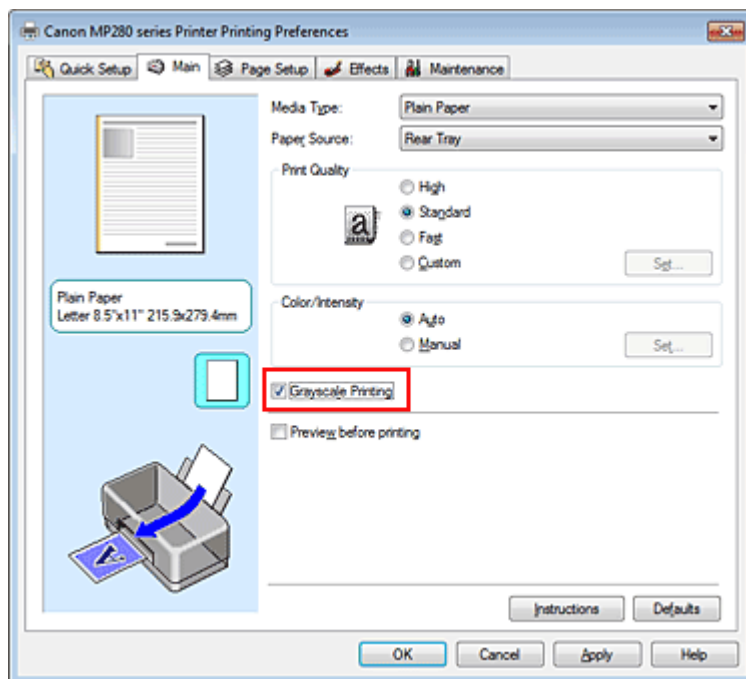 Canon MP280 series Printer Printing Preferences
Quick Setup Main Page Setup Effects Maintenance
Media Type: Plain Paper
Paper Source: Rear Tray
Print Quality
High
a Standard
Fast
Custom Set...
Plain Paper
Letter 8.5"x11" 215.9x279.4mm
Color/Intensity
Auto
Manual Set...
Grayscale Printing
Preview before printing
Instructions Defaults
OK Cancel Apply Help